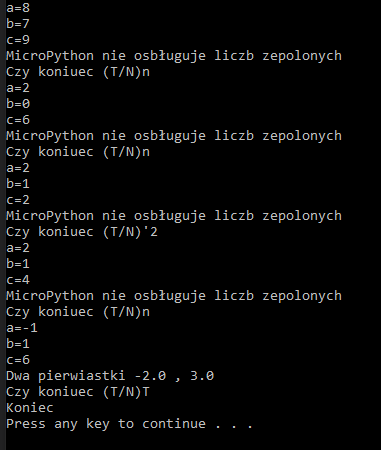 a=8
b=7
c=9
MicroPython nie osbługuje liczb zepolonych
Czy koniuec (T/N)n
a=2
b=0
c=6
MicroPython nie osbługuje liczb zepolonych
Czy koniuec (T/N)n
a=2
b=1
c=2
MicroPython nie osbługuje liczb zepolonych
Czy koniuec (T/N)'2
a=2
b=1
c=4
MicroPython nie osbługuje liczb zepolonych
Czy koniuec (T/N)n
a=-1
b=1
c=6
Dwa pierwiastki -2.0 , 3.0
Czy koniuec (T/N)T
Koniec
Press any key to continue . . .